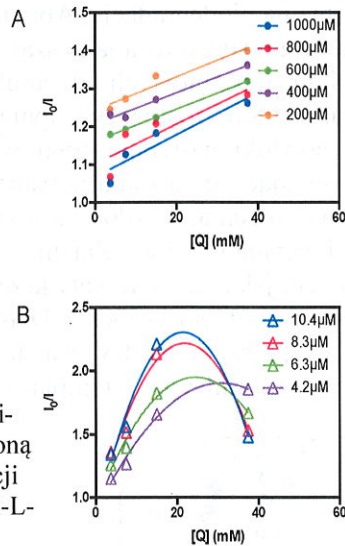 A
1.5
1.4
1.3
1.2
1.1
1.0
I₀/I
0
20
40
60
[Q] (mM)
1000µM
800µM
600µM
400µM
200µM
B
2.5
2.0
1.5
1.0
I₀/I
0
20
40
60
[Q] (mM)
10.4µM
8.3µM
6.3µM
4.2µM
i-
oną
cji
-L-